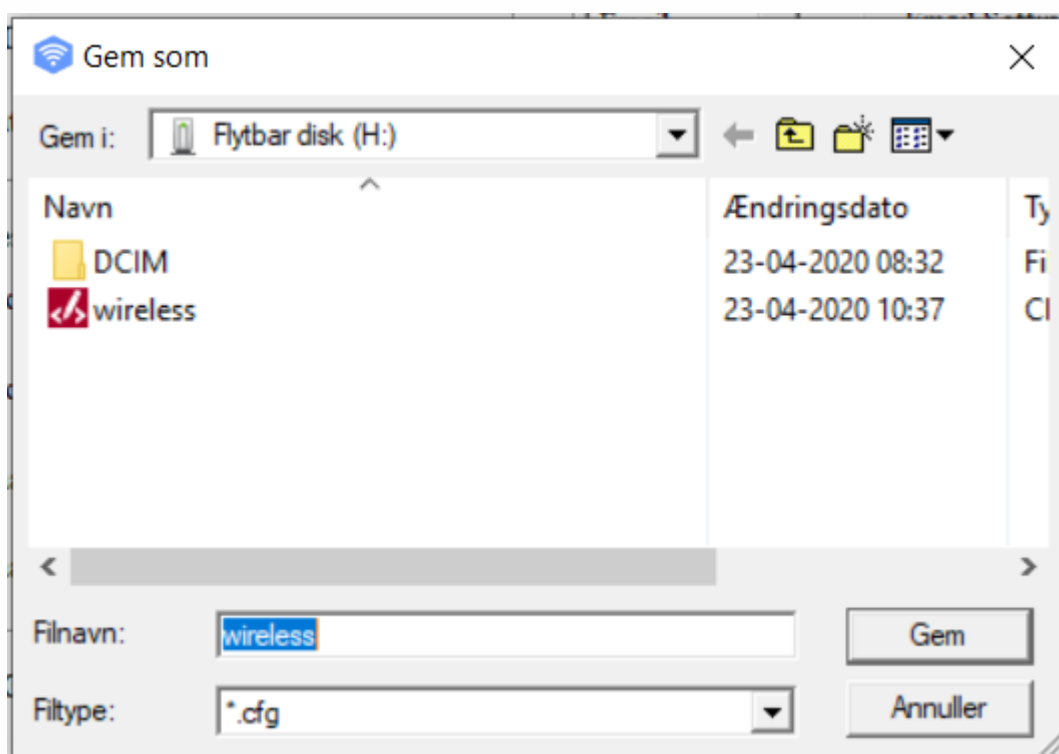 Gem som
Gem i: Flytbar disk (H:)
Navn Ændringsdato
DCIM 23-04-2020 08:32
wireless 23-04-2020 10:37
Filnavn: wireless Gem
Filtype: *.cfg Annuller